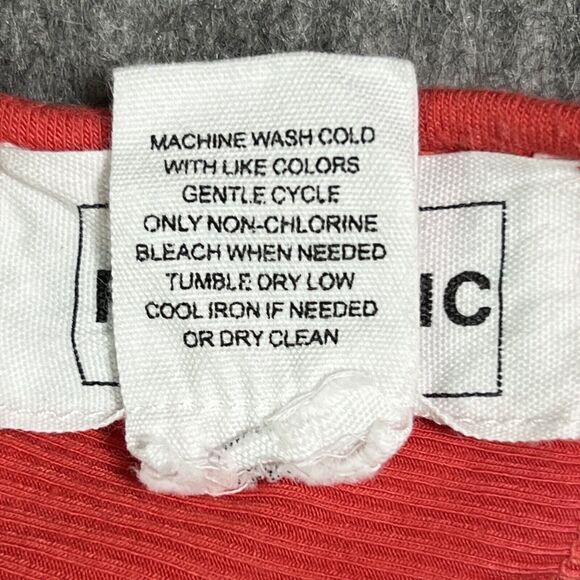 MACHINE WASH COLD
WITH LIKE COLORS
GENTLE CYCLE
ONLY NON-CHLORINE
BLEACH WHEN NEEDED
TUMBLE DRY LOW
COOL IRON IF NEEDED
OR DRY CLEAN